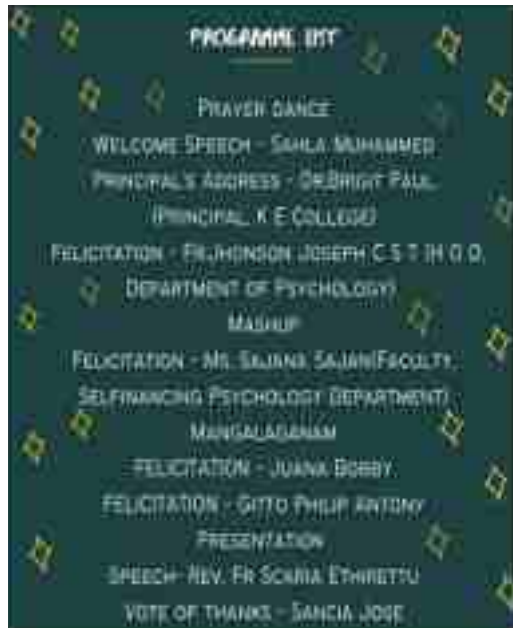 PROGRAMME LIST
PRAYER DANCE
WELCOME SPEECH - SAHLA MUHAMMED
PRINCIPAL'S ADDRESS - DR.BRIGIT PAUL
(PRINCIPAL, K E COLLEGE)
FELICITATION - FR.JHONSON JOSEPH C S T (H O D,
DEPARTMENT OF PSYCHOLOGY)
MASHUP
FELICITATION - MS. SAJANA SAJAN(FACULTY,
SELFINANCING PSYCHOLOGY DEPARTMENT)
MANGALAGANAM
FELICITATION - JUANA BOBBY
FELICITATION - GITTO PHILIP ANTONY
PRESENTATION
SPEECH- REV. FR SCARIA ETHIRETTU
VOTE OF THANKS - SANCIA JOSE